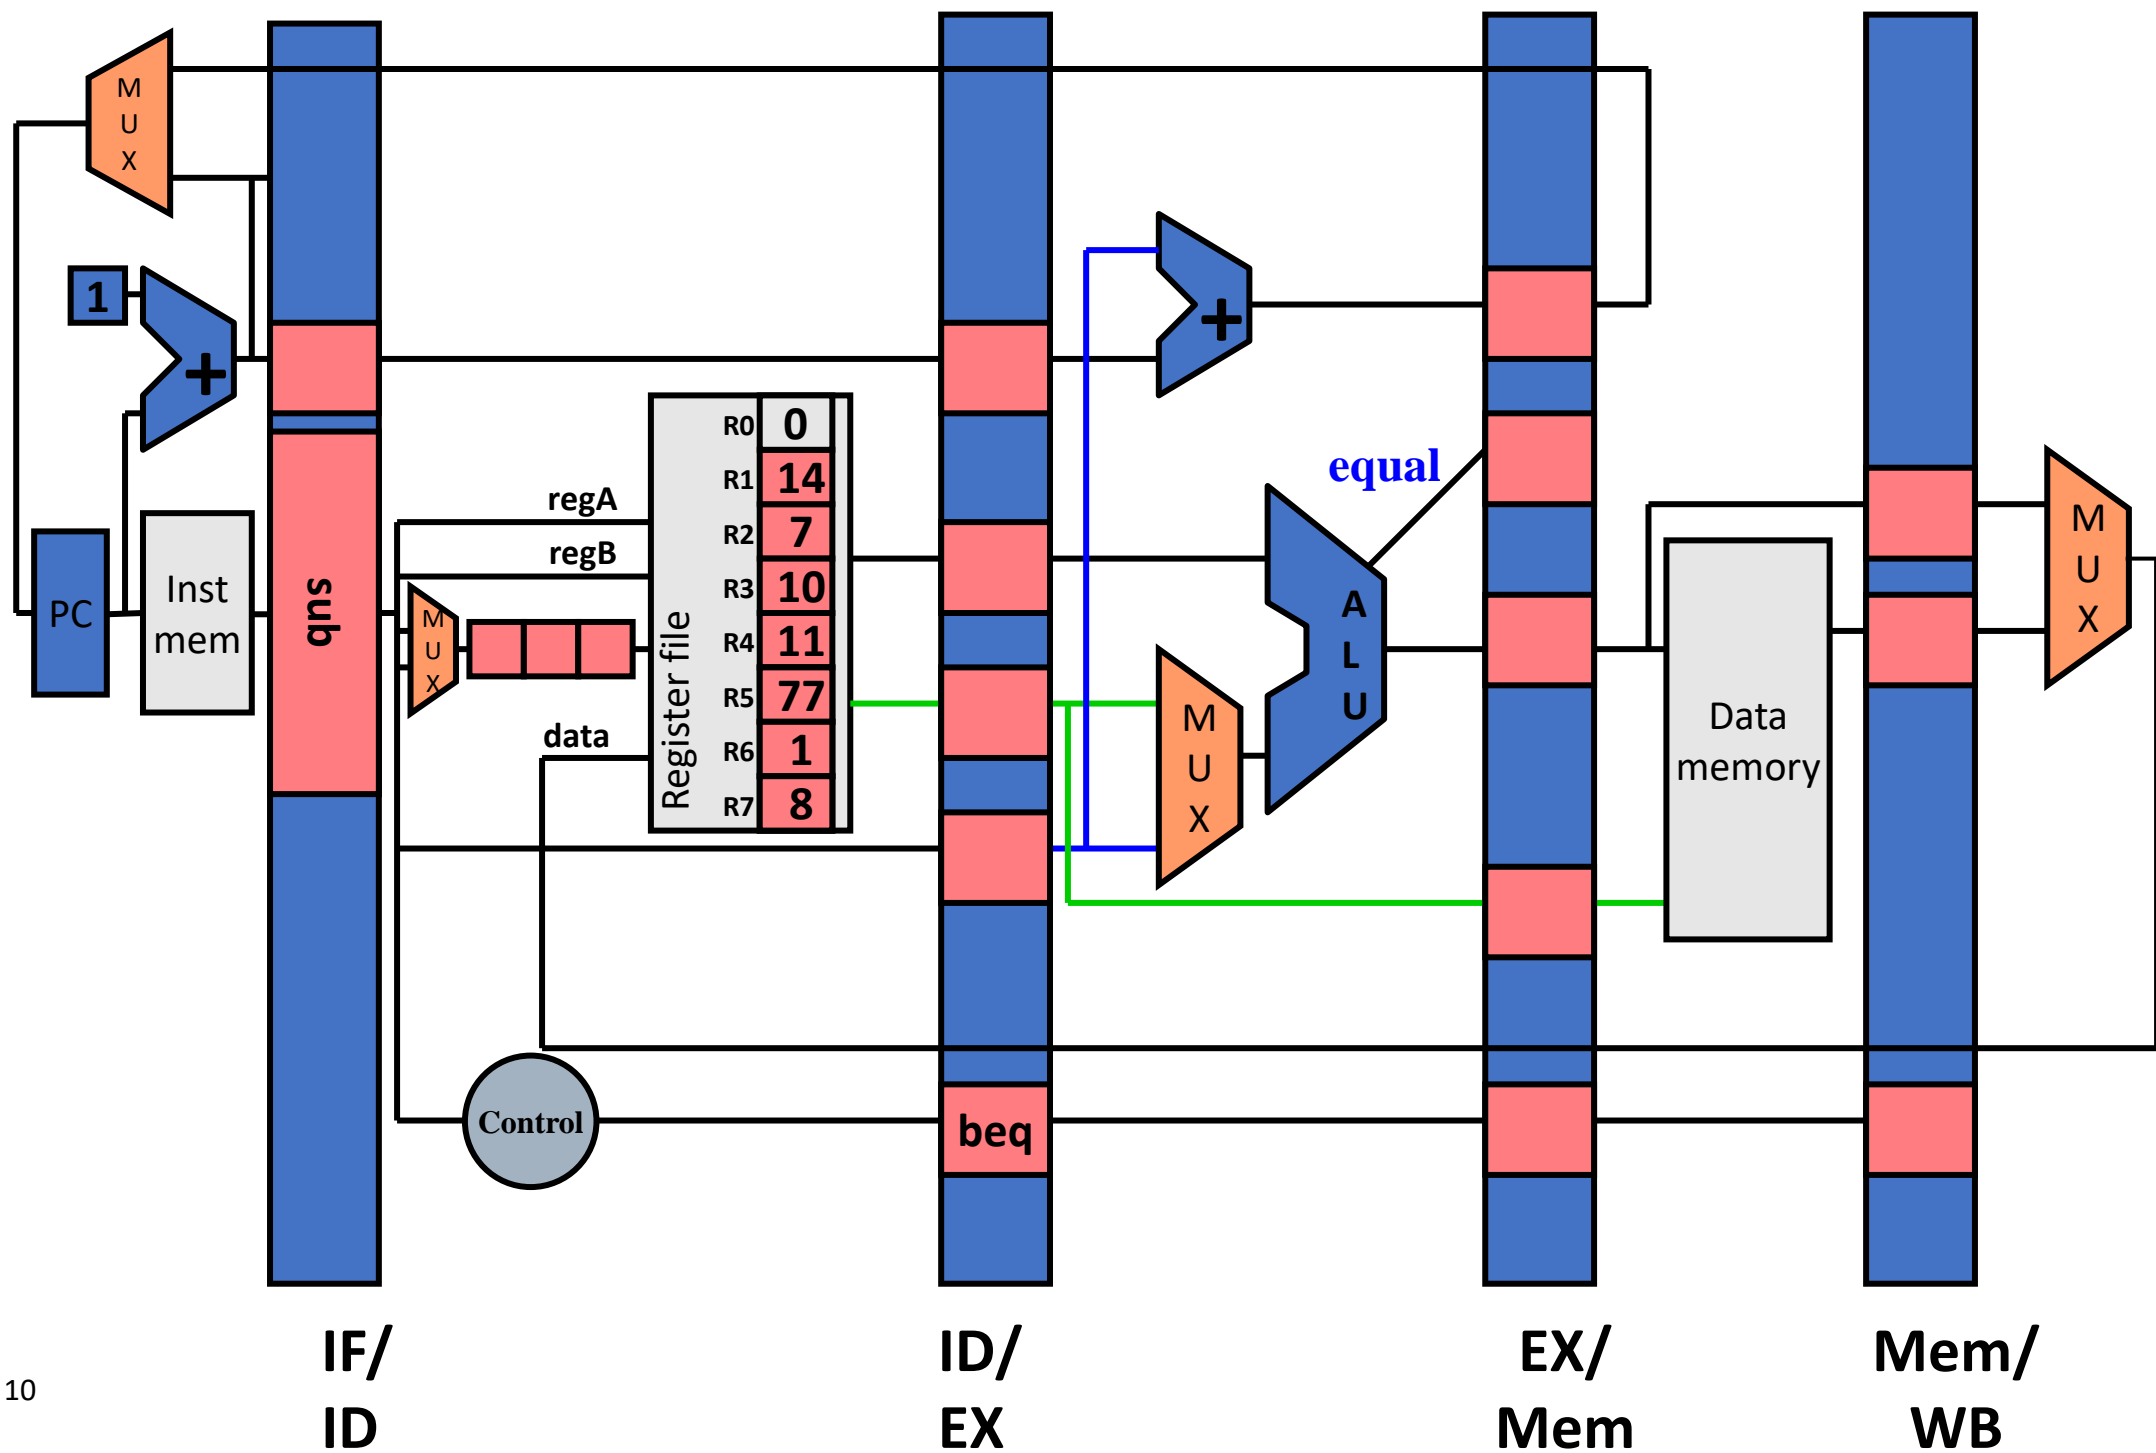 M
U
X
1
+
+
R0 0
R1 14
R2 7
R3 10
R4 11
R5 77
R6 1
R7 8
Register file
equal
regA
regB
data
PC
Inst
mem
sub
M
U
X
M
U
X
A
L
U
Data
memory
M
U
X
Control
beq
IF/
ID
ID/
EX
EX/
Mem
Mem/
WB
10